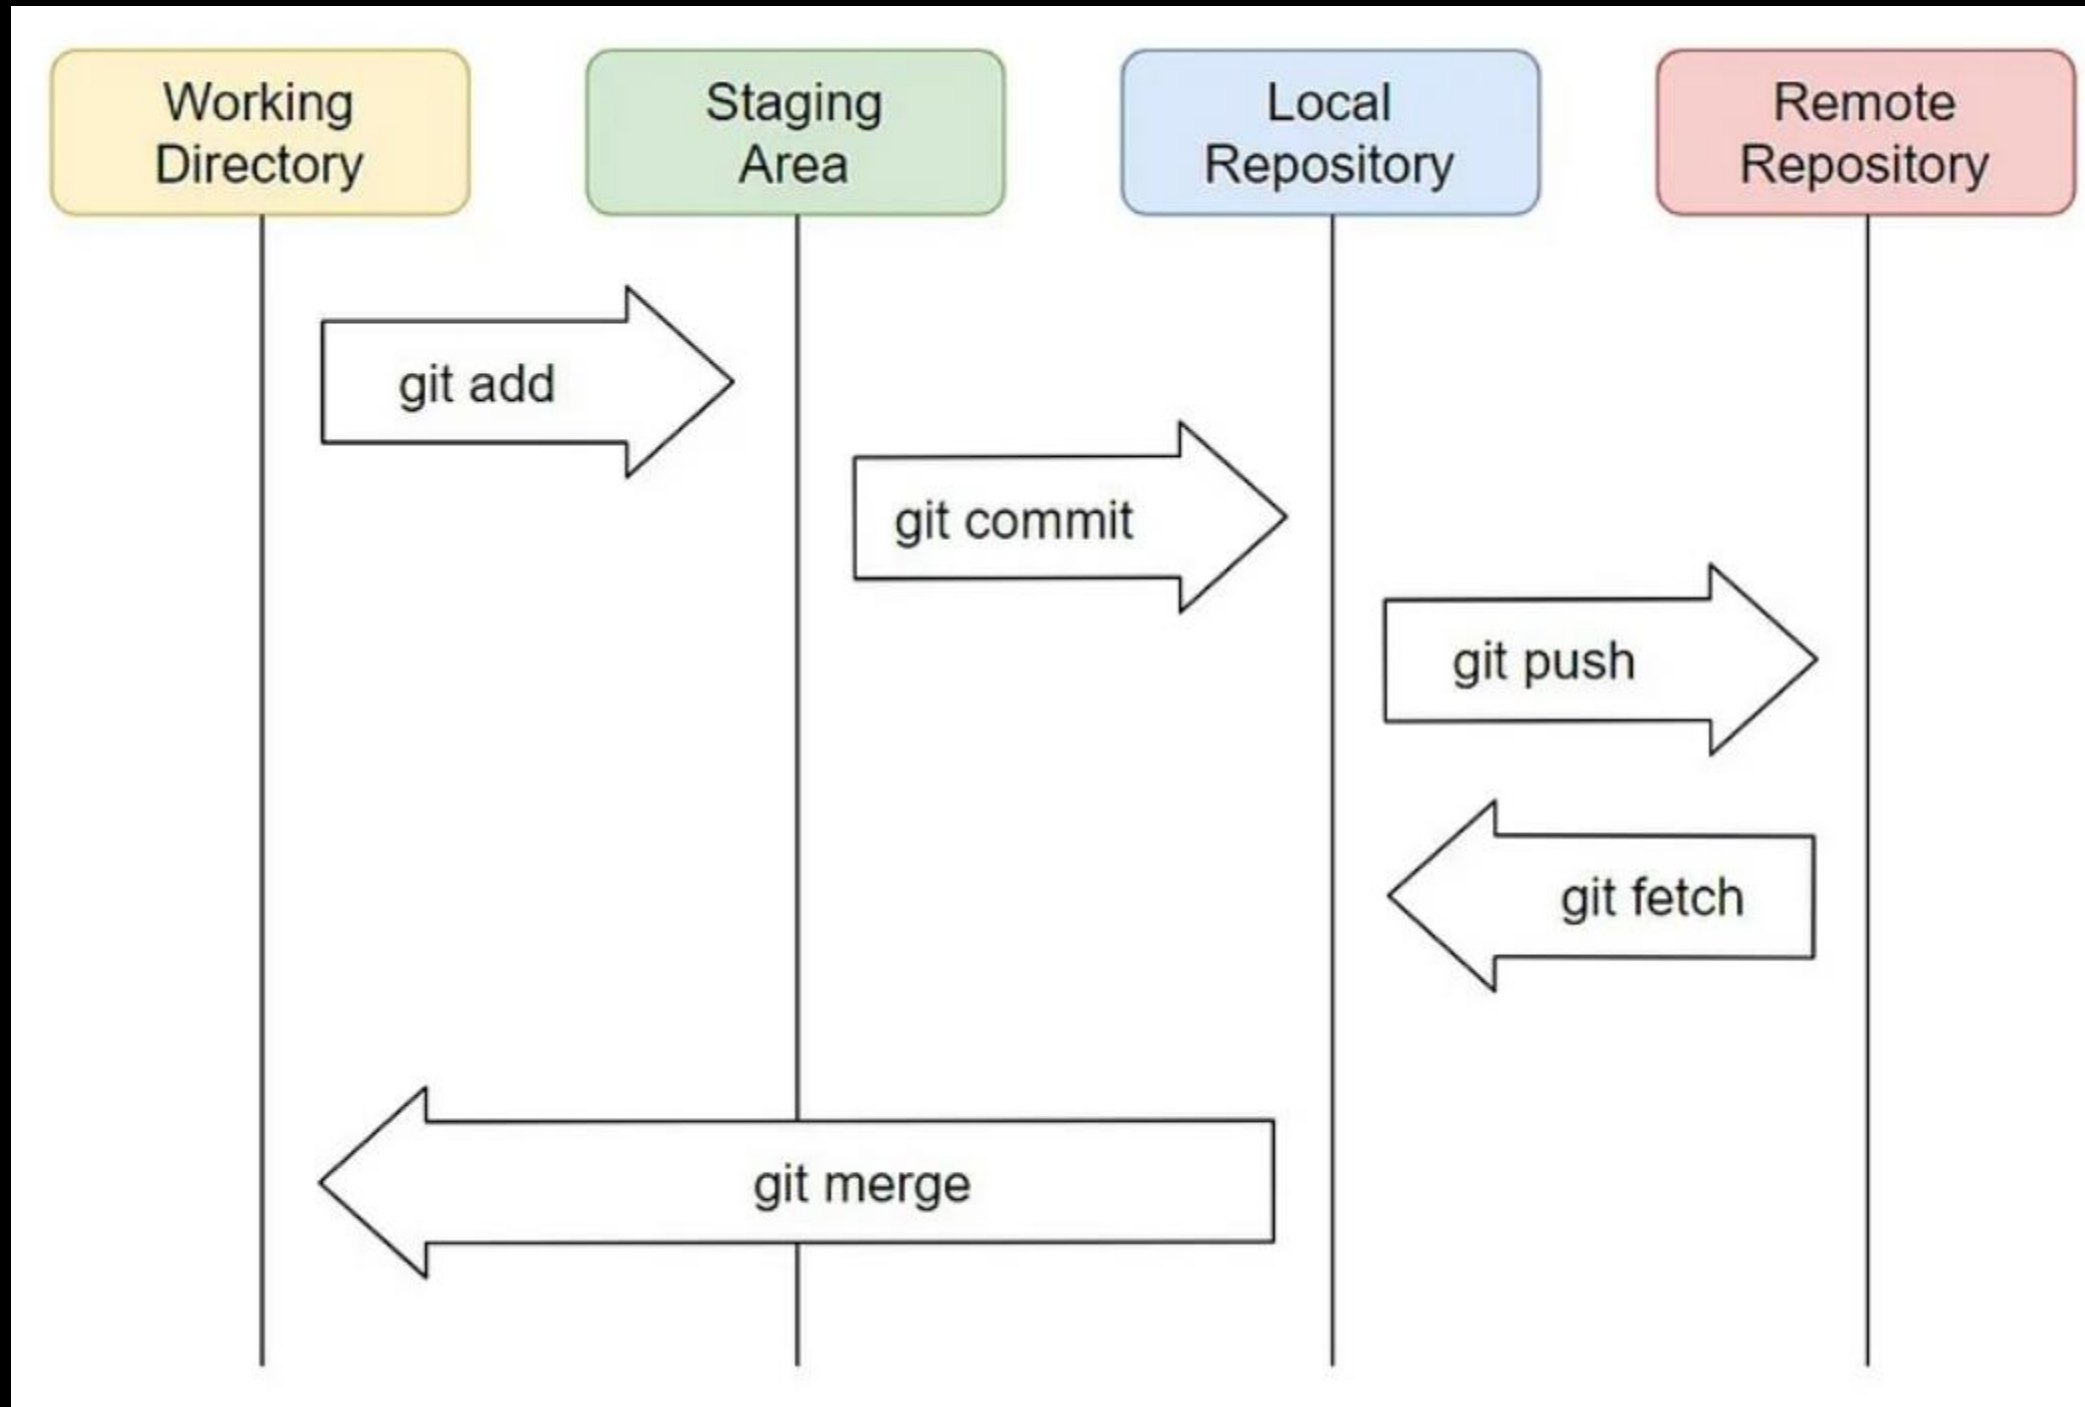 Working
Directory
Staging
Area
Local
Repository
Remote
Repository
git add
git commit
git push
git fetch
git merge